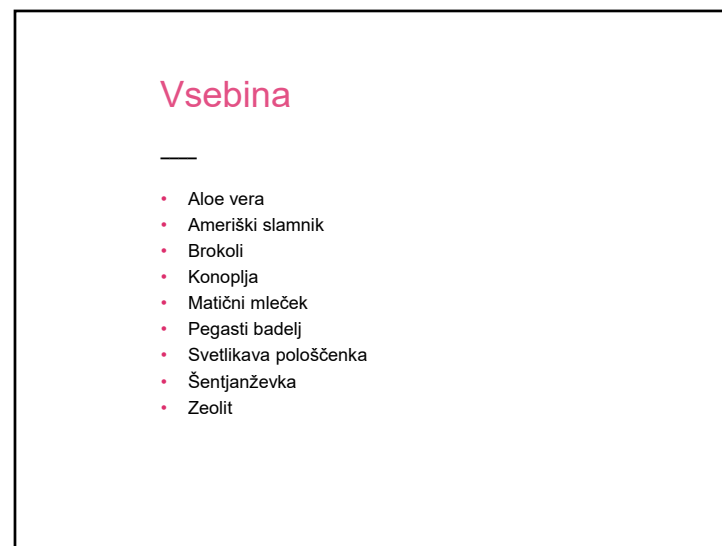 Vsebina
• Aloe vera
• Ameriški slamnik
• Brokoli
• Konoplja
• Matični mleček
• Pegasti badelj
• Svetlikava pološčenka
• Šentjanževka
• Zeolit